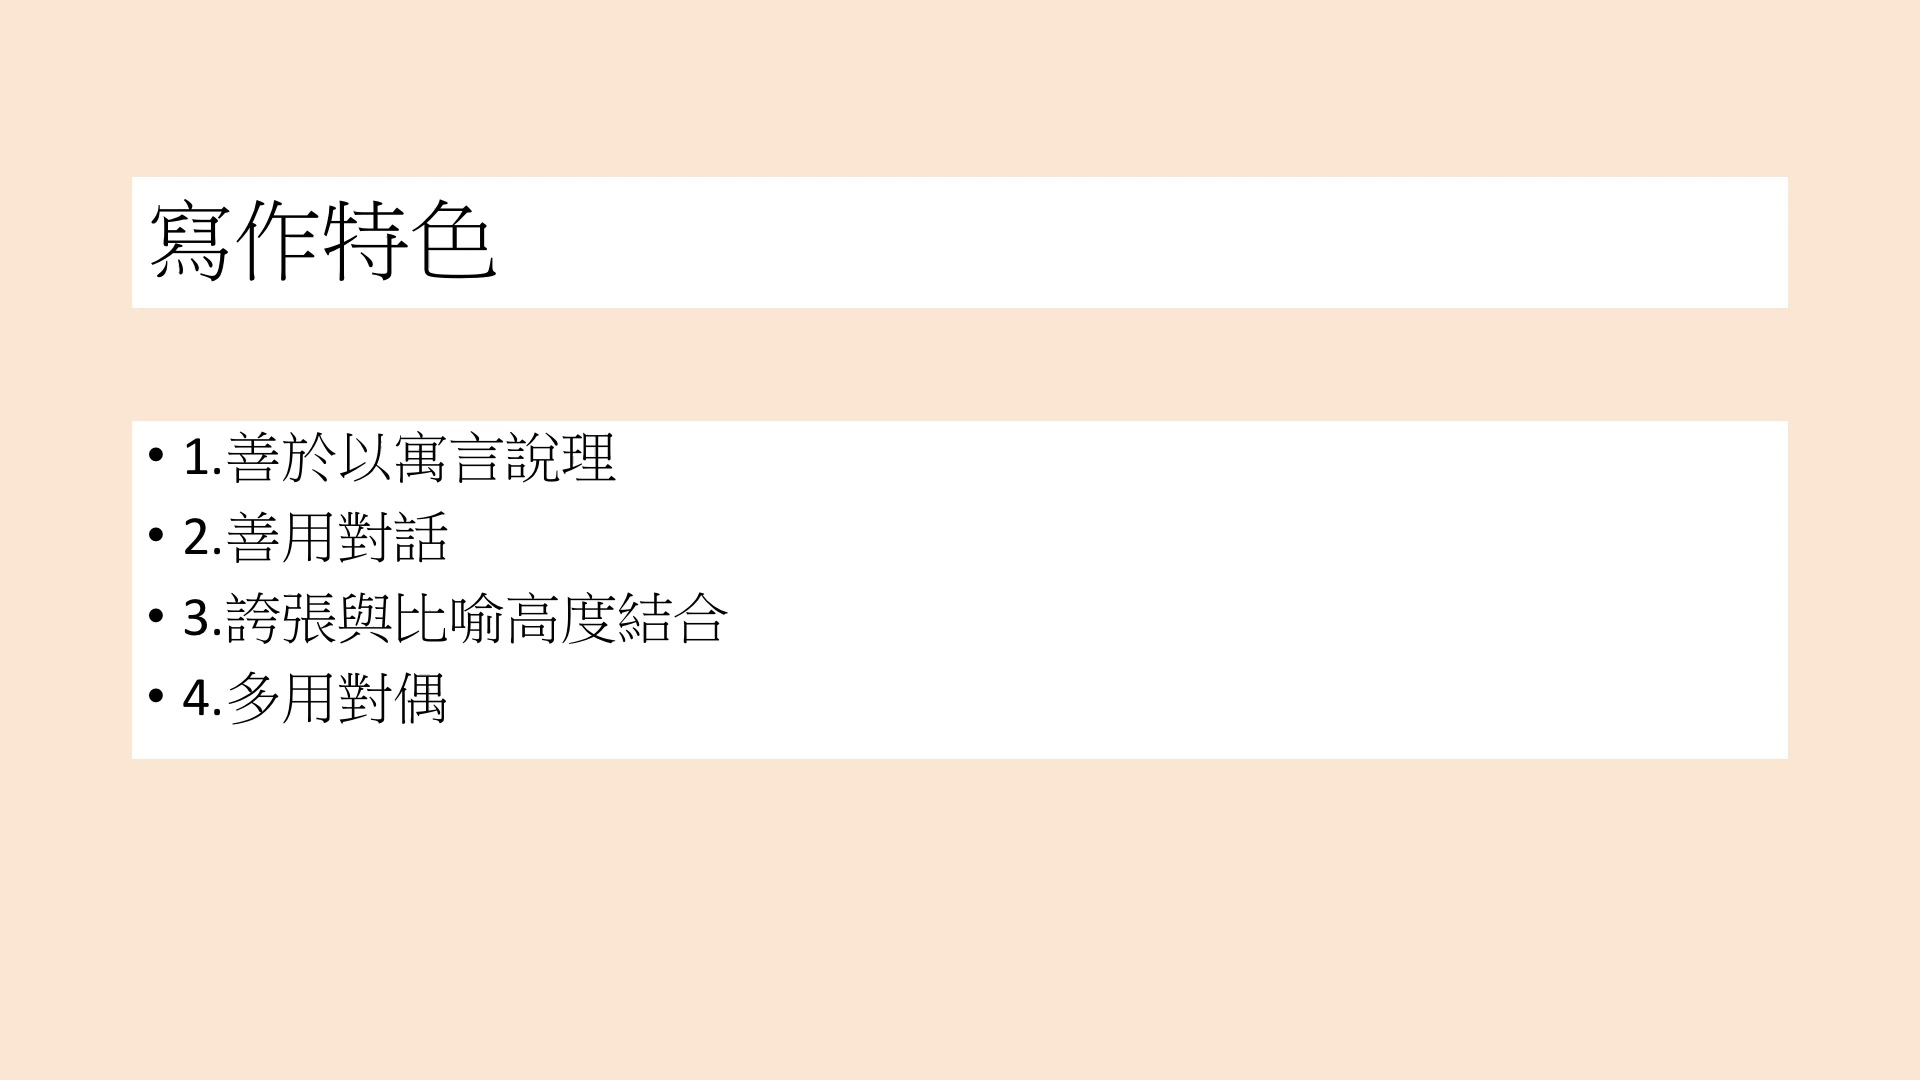 寫作特色
• 1.善於以寓言說理
• 2.善用對話
• 3.誇張與比喻高度結合
• 4.多用對偶